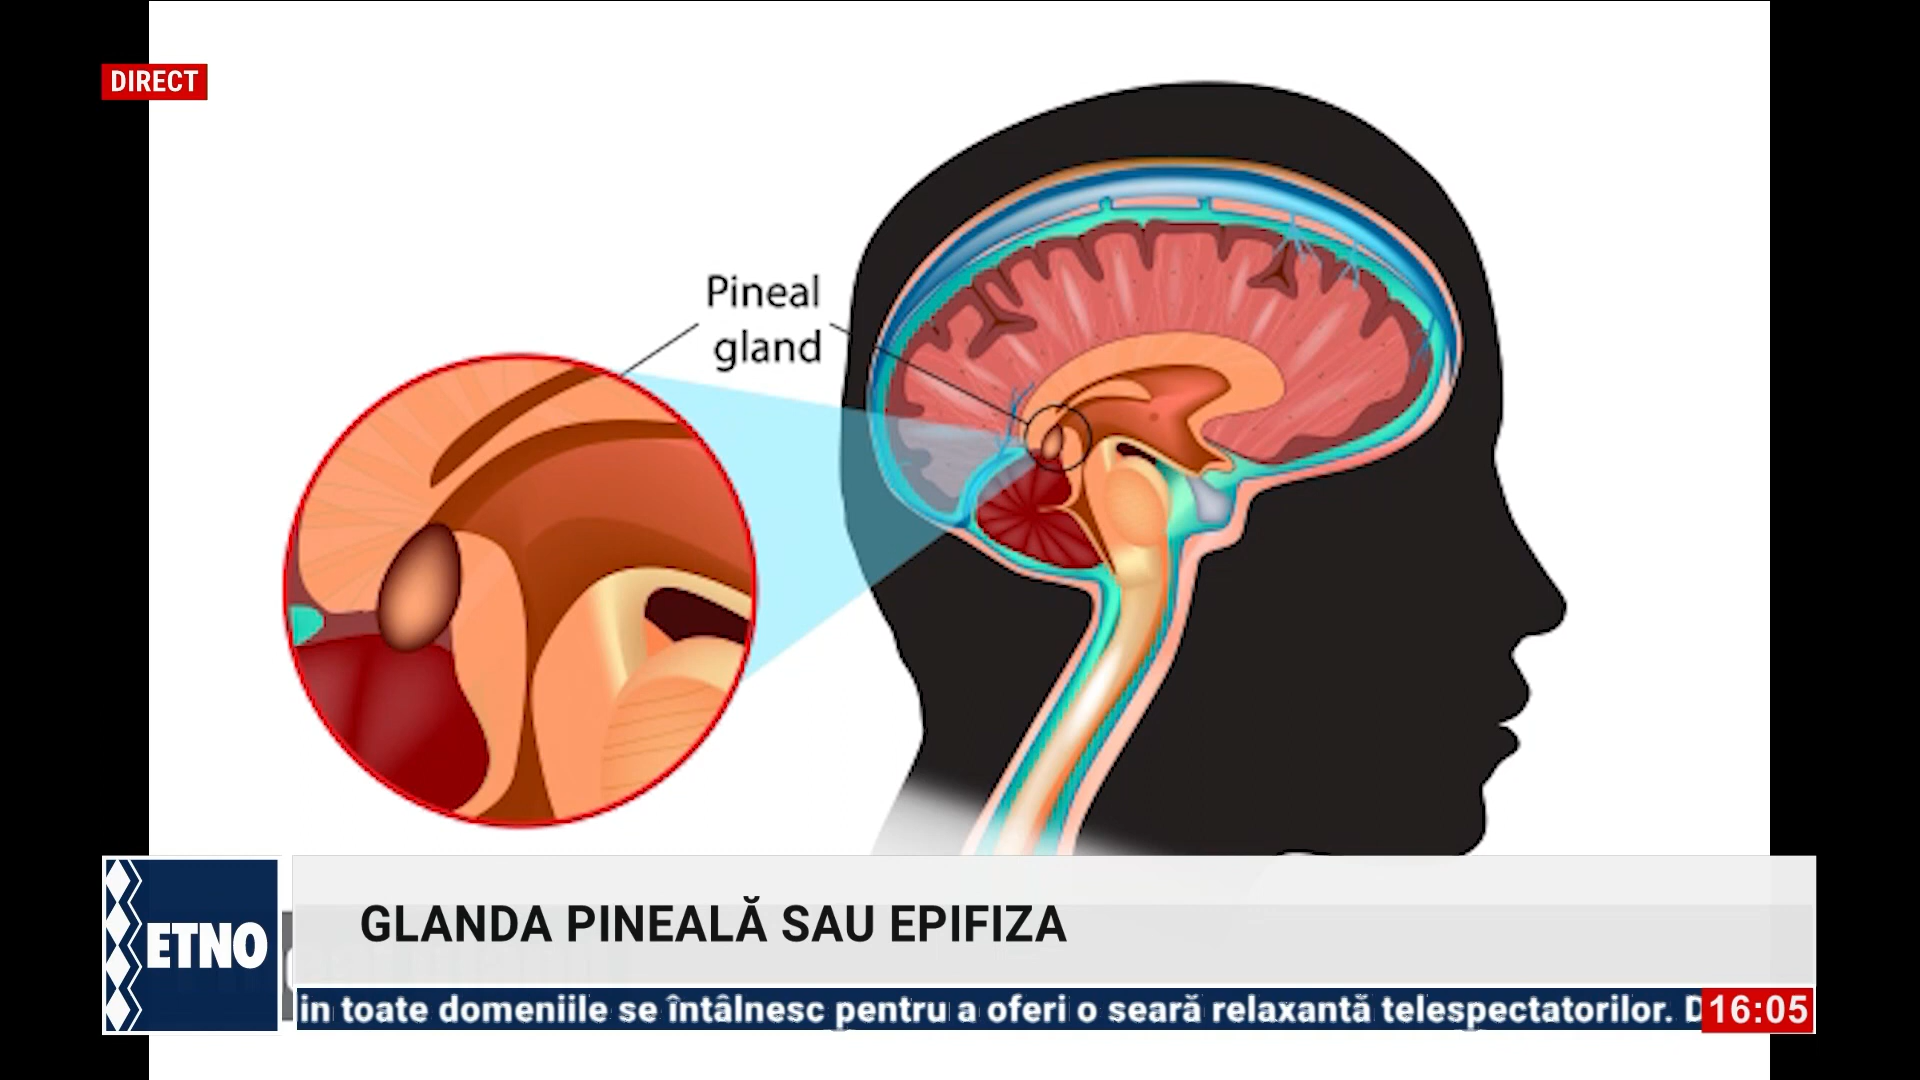 DIRECT
Pineal
gland
GLANDA PINEALĂ SAU EPIFIZA
ETNO
in toate domeniile se întâlnesc pentru a oferi o seară relaxantă telespectatorilor. D
16:05